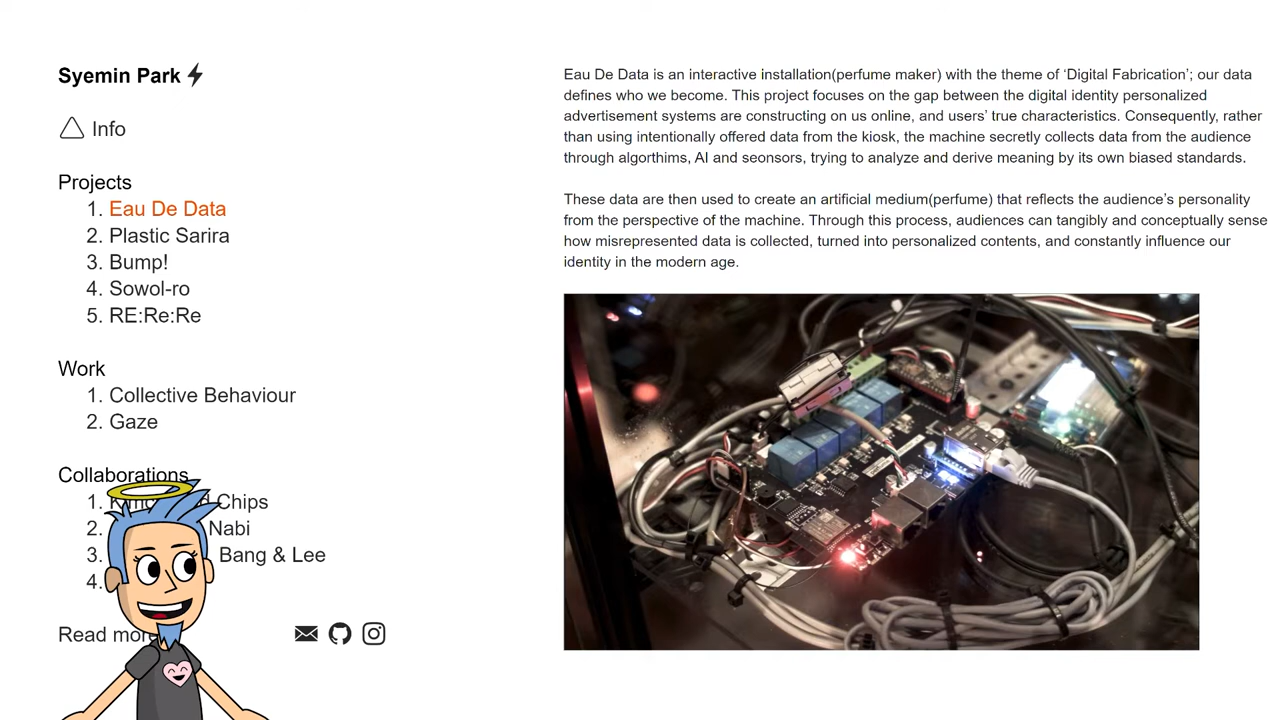 Syemin Park
Info
Projects
1. Eau De Data
2. Plastic Sarira
3. Bump!
4. Sowol-ro
5. RE:Re:Re
Work
1. Collective Behaviour
2. Gaze
Collaborations
1. Chips
2. Nabi
3. Bang & Lee
4.
Read more
Eau De Data is an interactive installation(perfume maker) with the theme of ‘Digital Fabrication’; our data
defines who we become. This project focuses on the gap between the digital identity personalized
advertisement systems are constructing on us online, and users’ true characteristics. Consequently, rather
than using intentionally offered data from the kiosk, the machine secretly collects data from the audience
through algorthims, AI and seonsors, trying to analyze and derive meaning by its own biased standards.
These data are then used to create an artificial medium(perfume) that reflects the audience’s personality
from the perspective of the machine. Through this process, audiences can tangibly and conceptually sense
how misrepresented data is collected, turned into personalized contents, and constantly influence our
identity in the modern age.